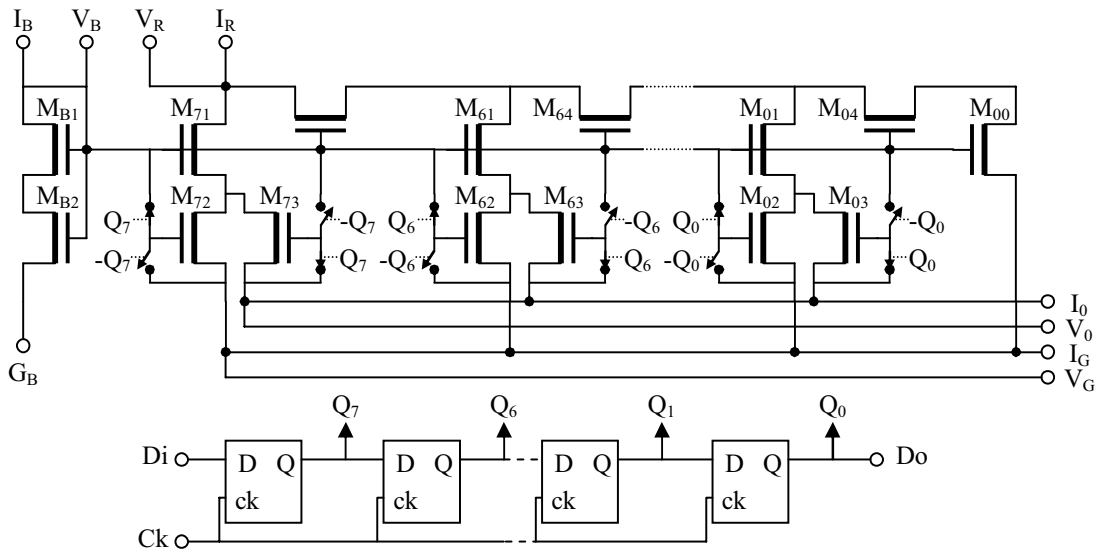 I_B V_B V_R I_R
M_B1 M_71 M_61 M_64 M_01 M_04 M_00
M_B2 M_72 M_73 M_62 M_63 M_02 M_03
Q_7 -Q_7 Q_6 -Q_6 Q_0 -Q_0
-Q_7 Q_7 -Q_6 Q_6 -Q_0 Q_0
I_0
V_0
G_B I_G
V_G
Q_7 Q_6 Q_1 Q_0
Di D Q D Q D Q D Q Do
ck ck ck ck
Ck